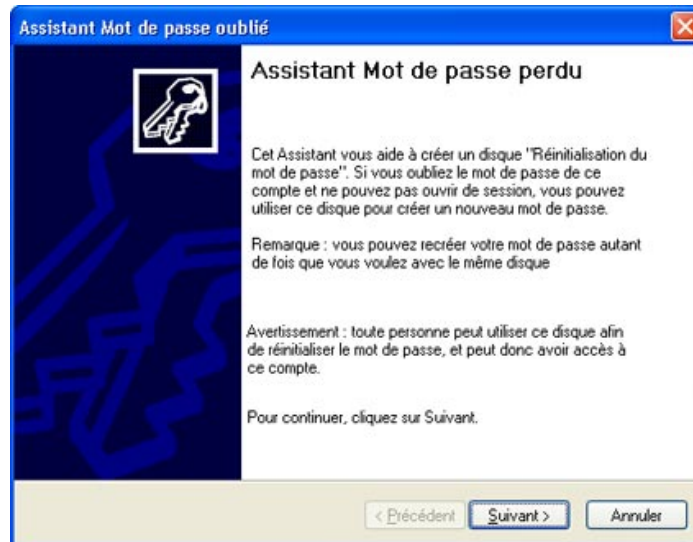 Assistant Mot de passe oublié
Assistant Mot de passe perdu
Cet Assistant vous aide à créer un disque "Réinitialisation du
mot de passe". Si vous oubliez le mot de passe de ce
compte et ne pouvez pas ouvrir de session, vous pouvez
utiliser ce disque pour créer un nouveau mot de passe.
Remarque : vous pouvez recréer votre mot de passe autant
de fois que vous voulez avec le même disque
Avertissement : toute personne peut utiliser ce disque afin
de réinitialiser le mot de passe, et peut donc avoir accès à
ce compte.
Pour continuer, cliquez sur Suivant.
< Précédent Suivant > Annuler